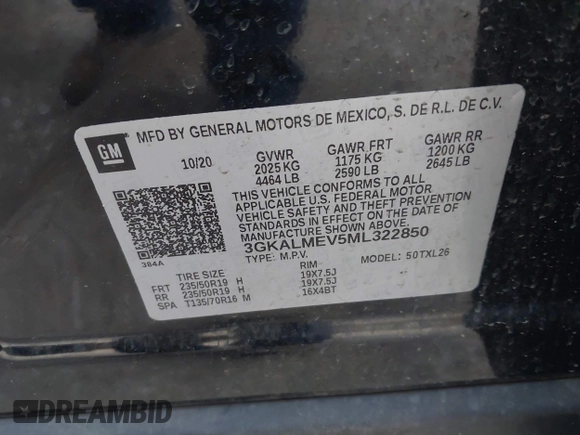 GM
MFD BY GENERAL MOTORS DE MEXICO, S. DE R.L. DE C.V.
10/20 GVWR GAWR FRT GAWR RR
2025 KG 1175 KG 1200 KG
4464 LB 2590 LB 2645 LB
THIS VEHICLE CONFORMS TO ALL
APPLICABLE U.S. FEDERAL MOTOR
VEHICLE SAFETY AND THEFT PREVENTION
STANDARDS IN EFFECT ON THE DATE OF
MANUFACTURE SHOWN ABOVE.
3GKALMEV5ML322850
384A
TYPE: M.P.V. MODEL: 50TXL26
TIRE SIZE RIM
FRT 235/50R19 H 19X7.5J
RR 235/50R19 H 19X7.5J
SPA T135/70R16 M 16X4BT
DREAMBID